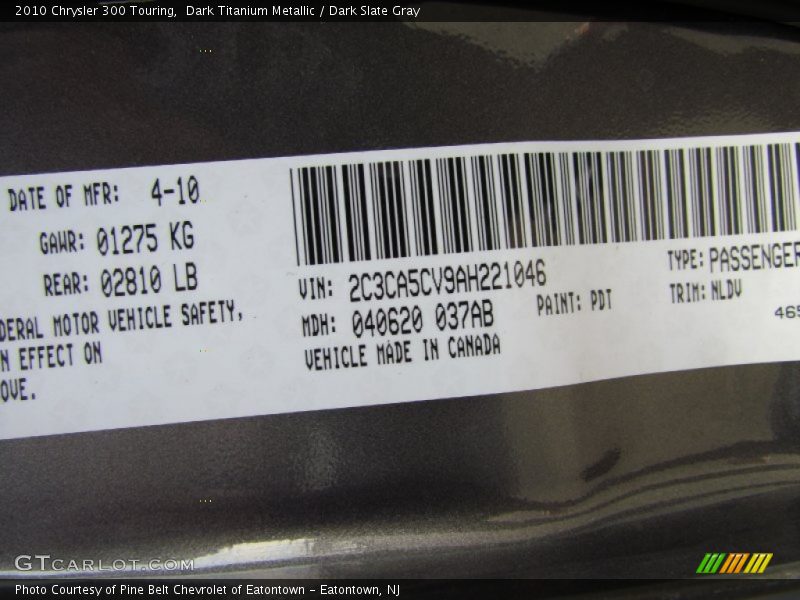 2010 Chrysler 300 Touring, Dark Titanium Metallic / Dark Slate Gray
DATE OF MFR: 4-10
GAWR: 01275 KG
REAR: 02810 LB
DERAL MOTOR VEHICLE SAFETY,
N EFFECT ON
OVE.
VIN: 2C3CA5CV9AH221046
TYPE: PASSENGER
MDH: 040620 037AB
PAINT: PDT
TRIM: NLDV
VEHICLE MADE IN CANADA
465
GTCARLOT.COM
Photo Courtesy of Pine Belt Chevrolet of Eatontown – Eatontown, NJ